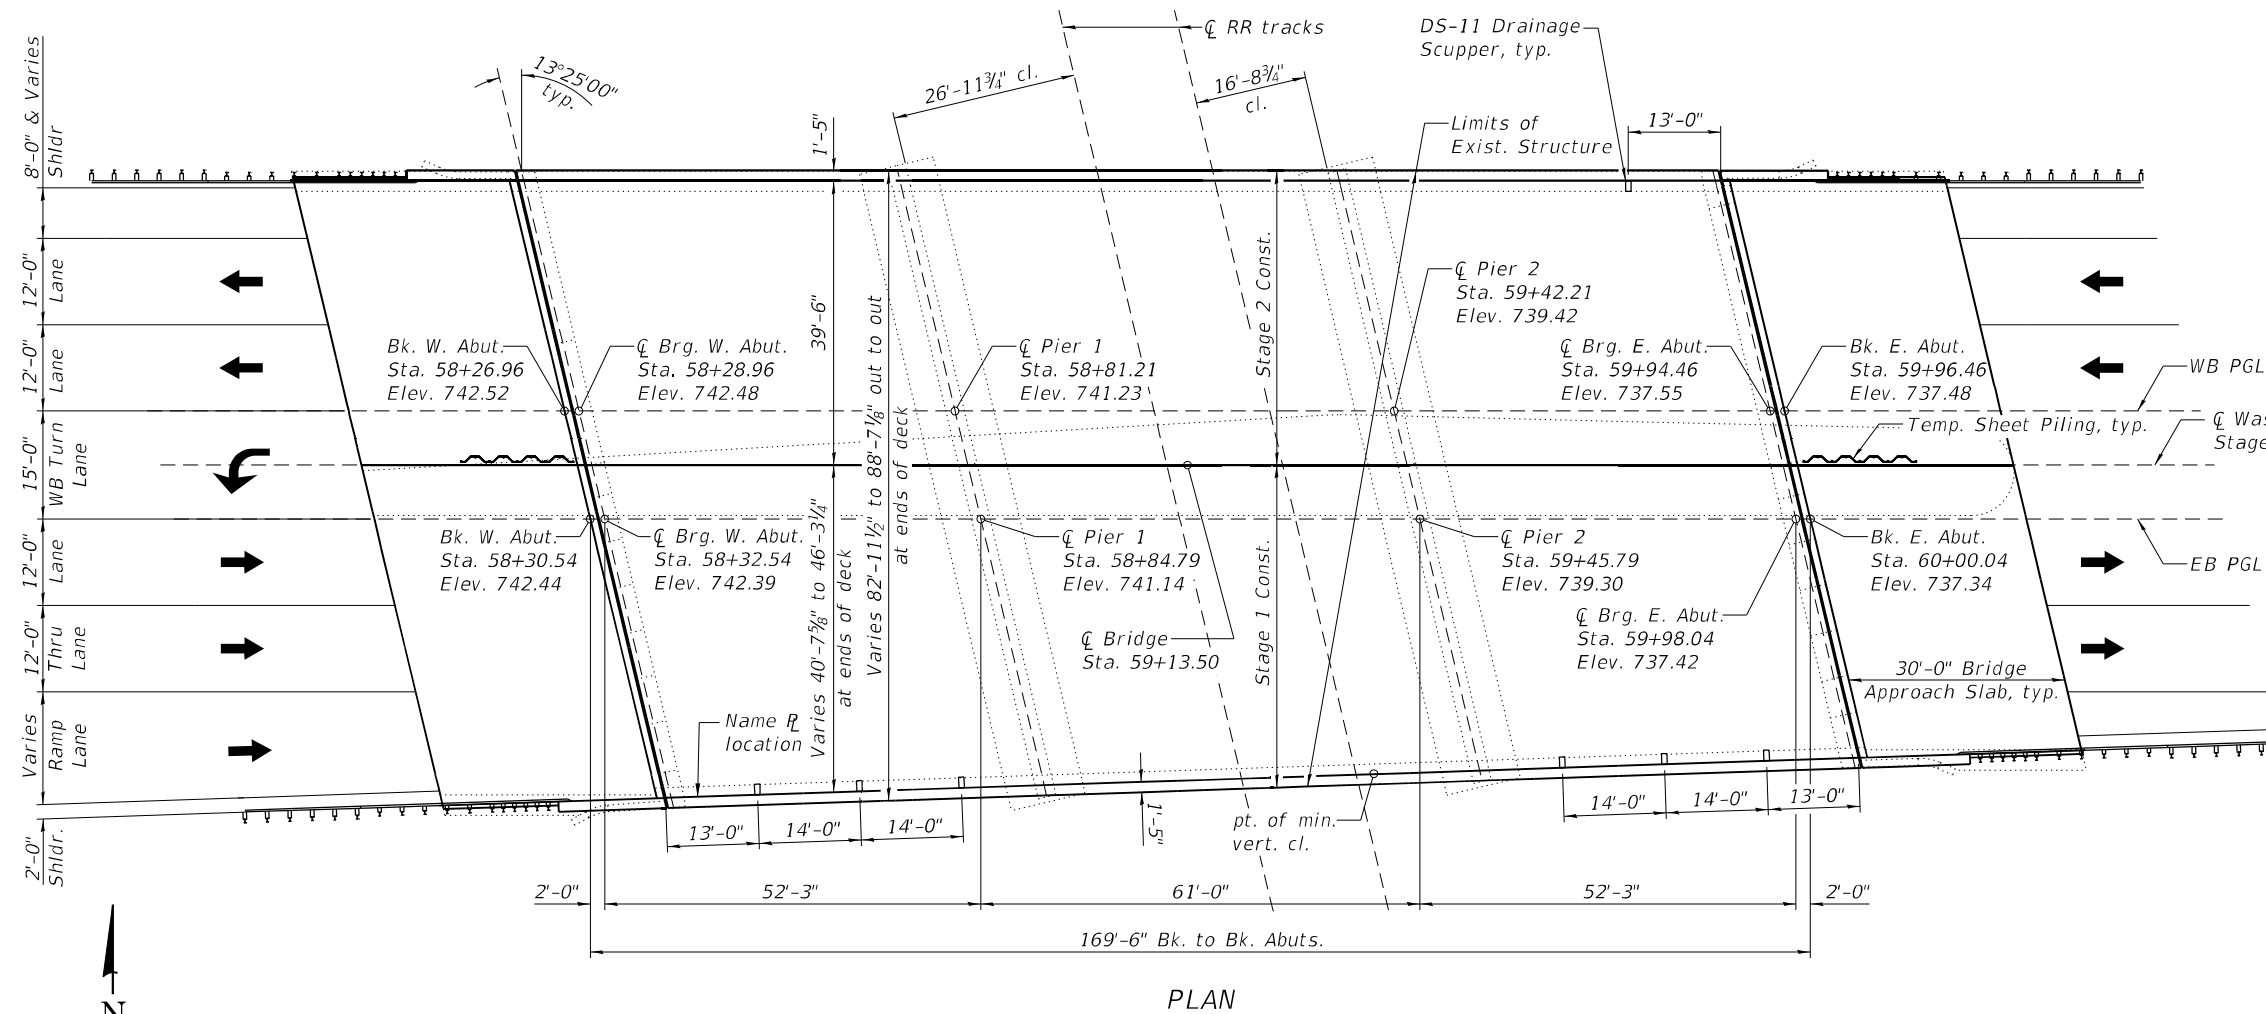 ℄ RR tracks
DS-11 Drainage
Scupper, typ.
13°25'00"
typ.
26'-11¾" cl.
16'-8¾"
cl.
1'-5"
Limits of
Exist. Structure
13'-0"
8'-0" & Varies
Shldr
12'-0"
Lane
12'-0"
Lane
15'-0"
WB Turn
Lane
12'-0"
Lane
12'-0"
Thru
Lane
Varies
Ramp
Lane
2'-0"
Shldr.
39'-6"
Varies 40'-7⅝" to 46'-3¼"
at ends of deck
Varies 82'-11½" to 88'-7⅛" out to out
at ends of deck
Stage 2 Const.
Stage 1 Const.
℄ Pier 2
Sta. 59+42.21
Elev. 739.42
Bk. W. Abut.
Sta. 58+26.96
Elev. 742.52
℄ Brg. W. Abut.
Sta. 58+28.96
Elev. 742.48
℄ Pier 1
Sta. 58+81.21
Elev. 741.23
℄ Brg. E. Abut.
Sta. 59+94.46
Elev. 737.55
Bk. E. Abut.
Sta. 59+96.46
Elev. 737.48
WB PGL
Temp. Sheet Piling, typ.
℄ Was
Stage
Bk. W. Abut.
Sta. 58+30.54
Elev. 742.44
℄ Brg. W. Abut.
Sta. 58+32.54
Elev. 742.39
℄ Pier 1
Sta. 58+84.79
Elev. 741.14
℄ Pier 2
Sta. 59+45.79
Elev. 739.30
Bk. E. Abut.
Sta. 60+00.04
Elev. 737.34
EB PGL
℄ Brg. E. Abut.
Sta. 59+98.04
Elev. 737.42
℄ Bridge
Sta. 59+13.50
30'-0" Bridge
Approach Slab, typ.
Name ⅊
location
pt. of min.
vert. cl.
1'-5"
13'-0"
14'-0"
14'-0"
14'-0"
14'-0"
13'-0"
2'-0"
52'-3"
61'-0"
52'-3"
2'-0"
169'-6" Bk. to Bk. Abuts.
N
PLAN